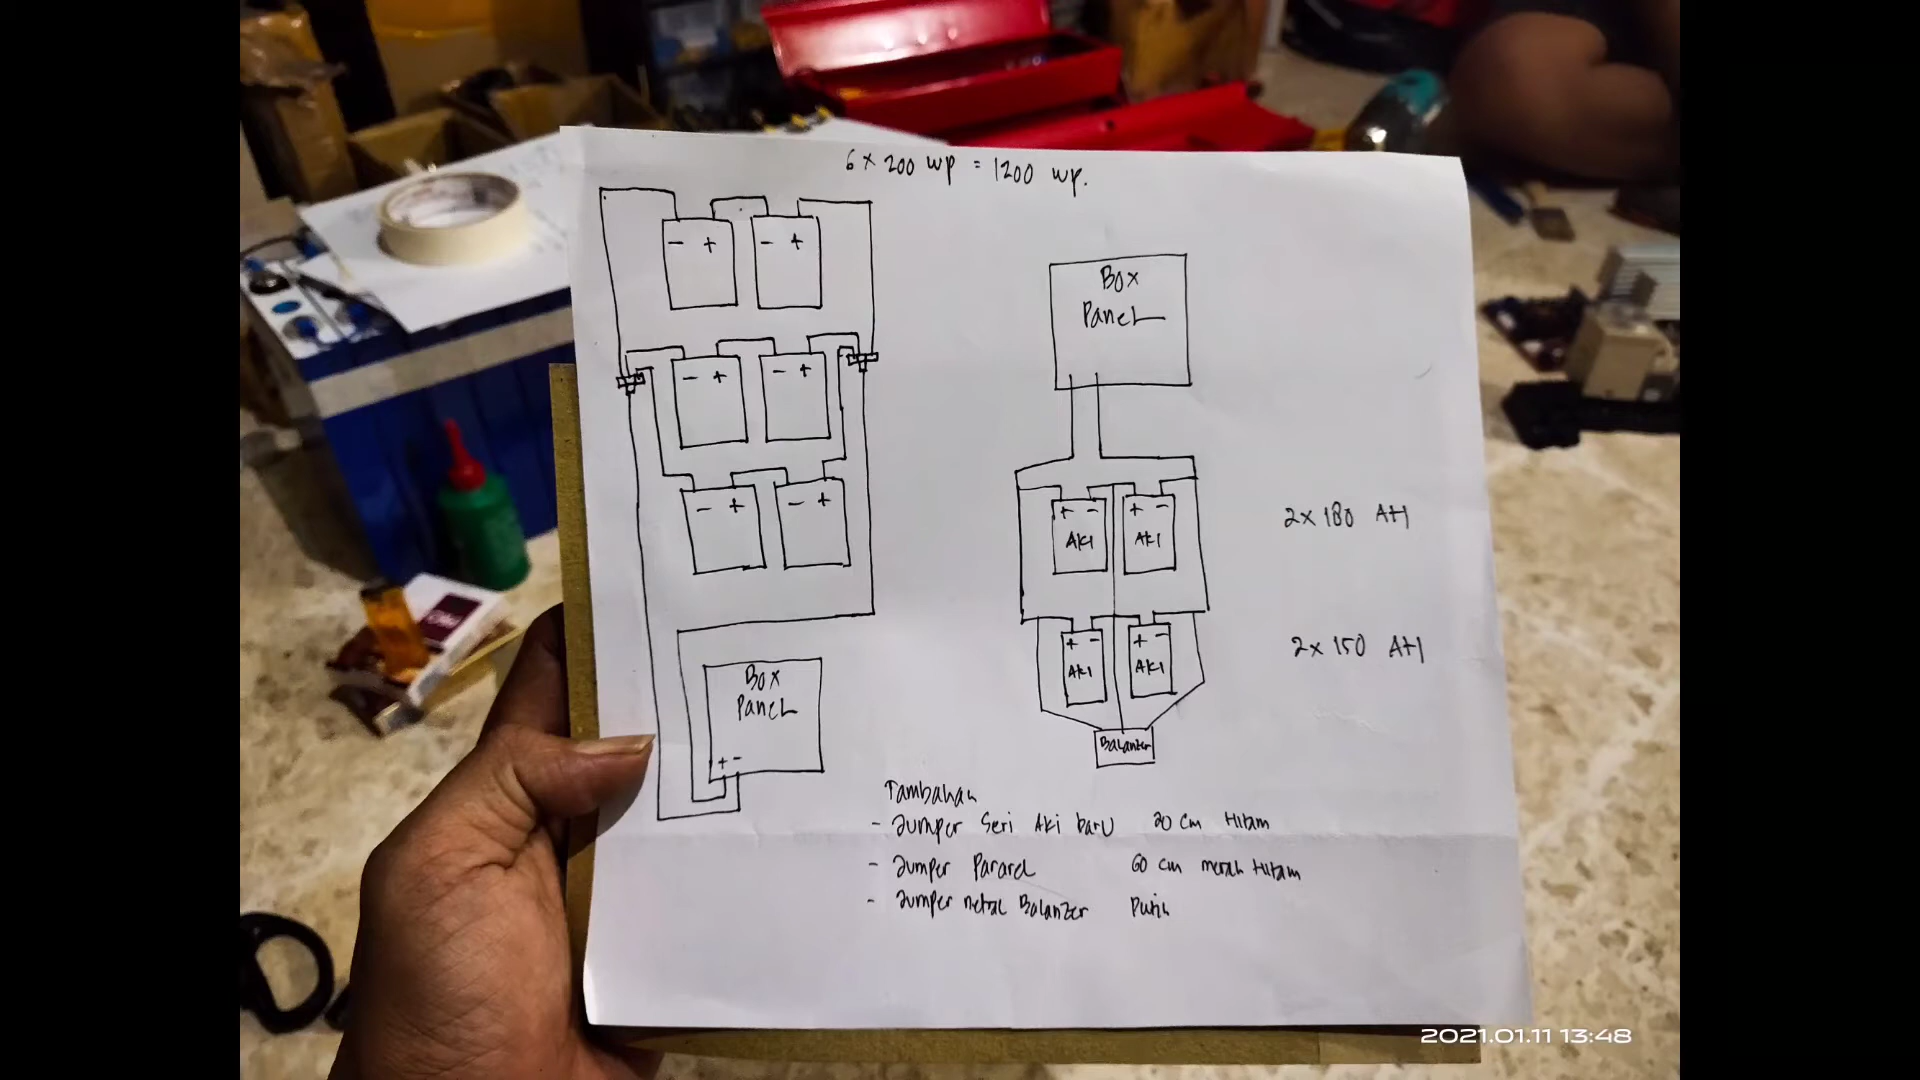 6 x 200 wp = 1200 wp.
- + - +
- + - +
- + - +
Box
Panel
+ -
Box
Panel
+ - + -
Aki Aki
2x 180 AH
+ - + -
Aki Aki
2x 150 AH
Balanzer
Tambahan
- Jumper Seri Aki baru 20 cm Hitam
- Jumper Pararel 60 cm merah Hitam
- Jumper netral Balanzer Putih
2021.01.11 13:48